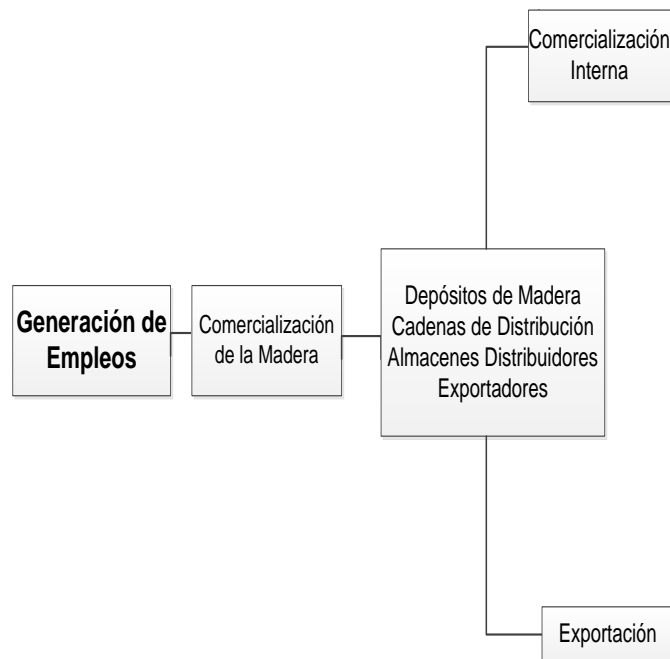 Comercialización
Interna
Generación de
Empleos
Comercialización
de la Madera
Depósitos de Madera
Cadenas de Distribución
Almacenes Distribuidores
Exportadores
Exportación